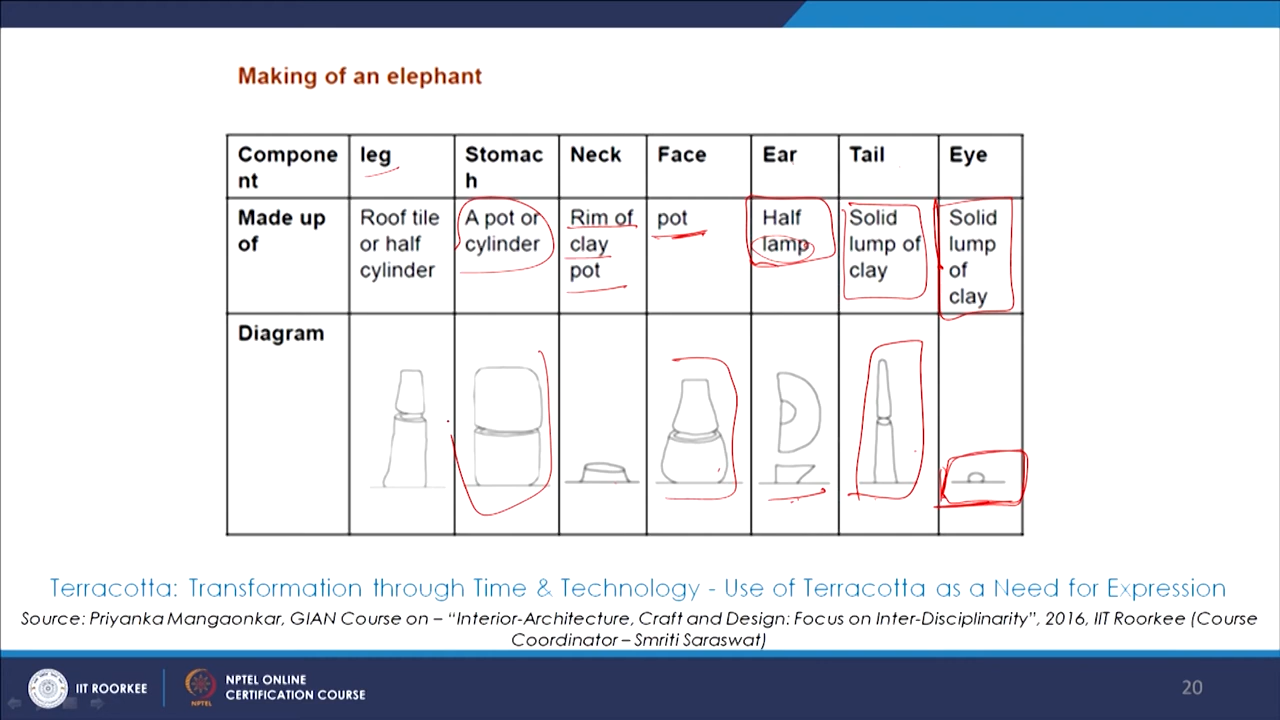 Making of an elephant
Compone
nt
leg
Stomac
h
Neck
Face
Ear
Tail
Eye
Made up
of
Roof tile
or half
cylinder
A pot or
cylinder
Rim of
clay
pot
pot
Half
lamp
Solid
lump of
clay
Solid
lump
of
clay
Diagram
Terracotta: Transformation through Time & Technology - Use of Terracotta as a Need for Expression
Source: Priyanka Mangaonkar, GIAN Course on – “Interior-Architecture, Craft and Design: Focus on Inter-Disciplinarity”, 2016, IIT Roorkee (Course
Coordinator – Smriti Saraswat)
IIT ROORKEE
NPTEL
NPTEL ONLINE
CERTIFICATION COURSE
20